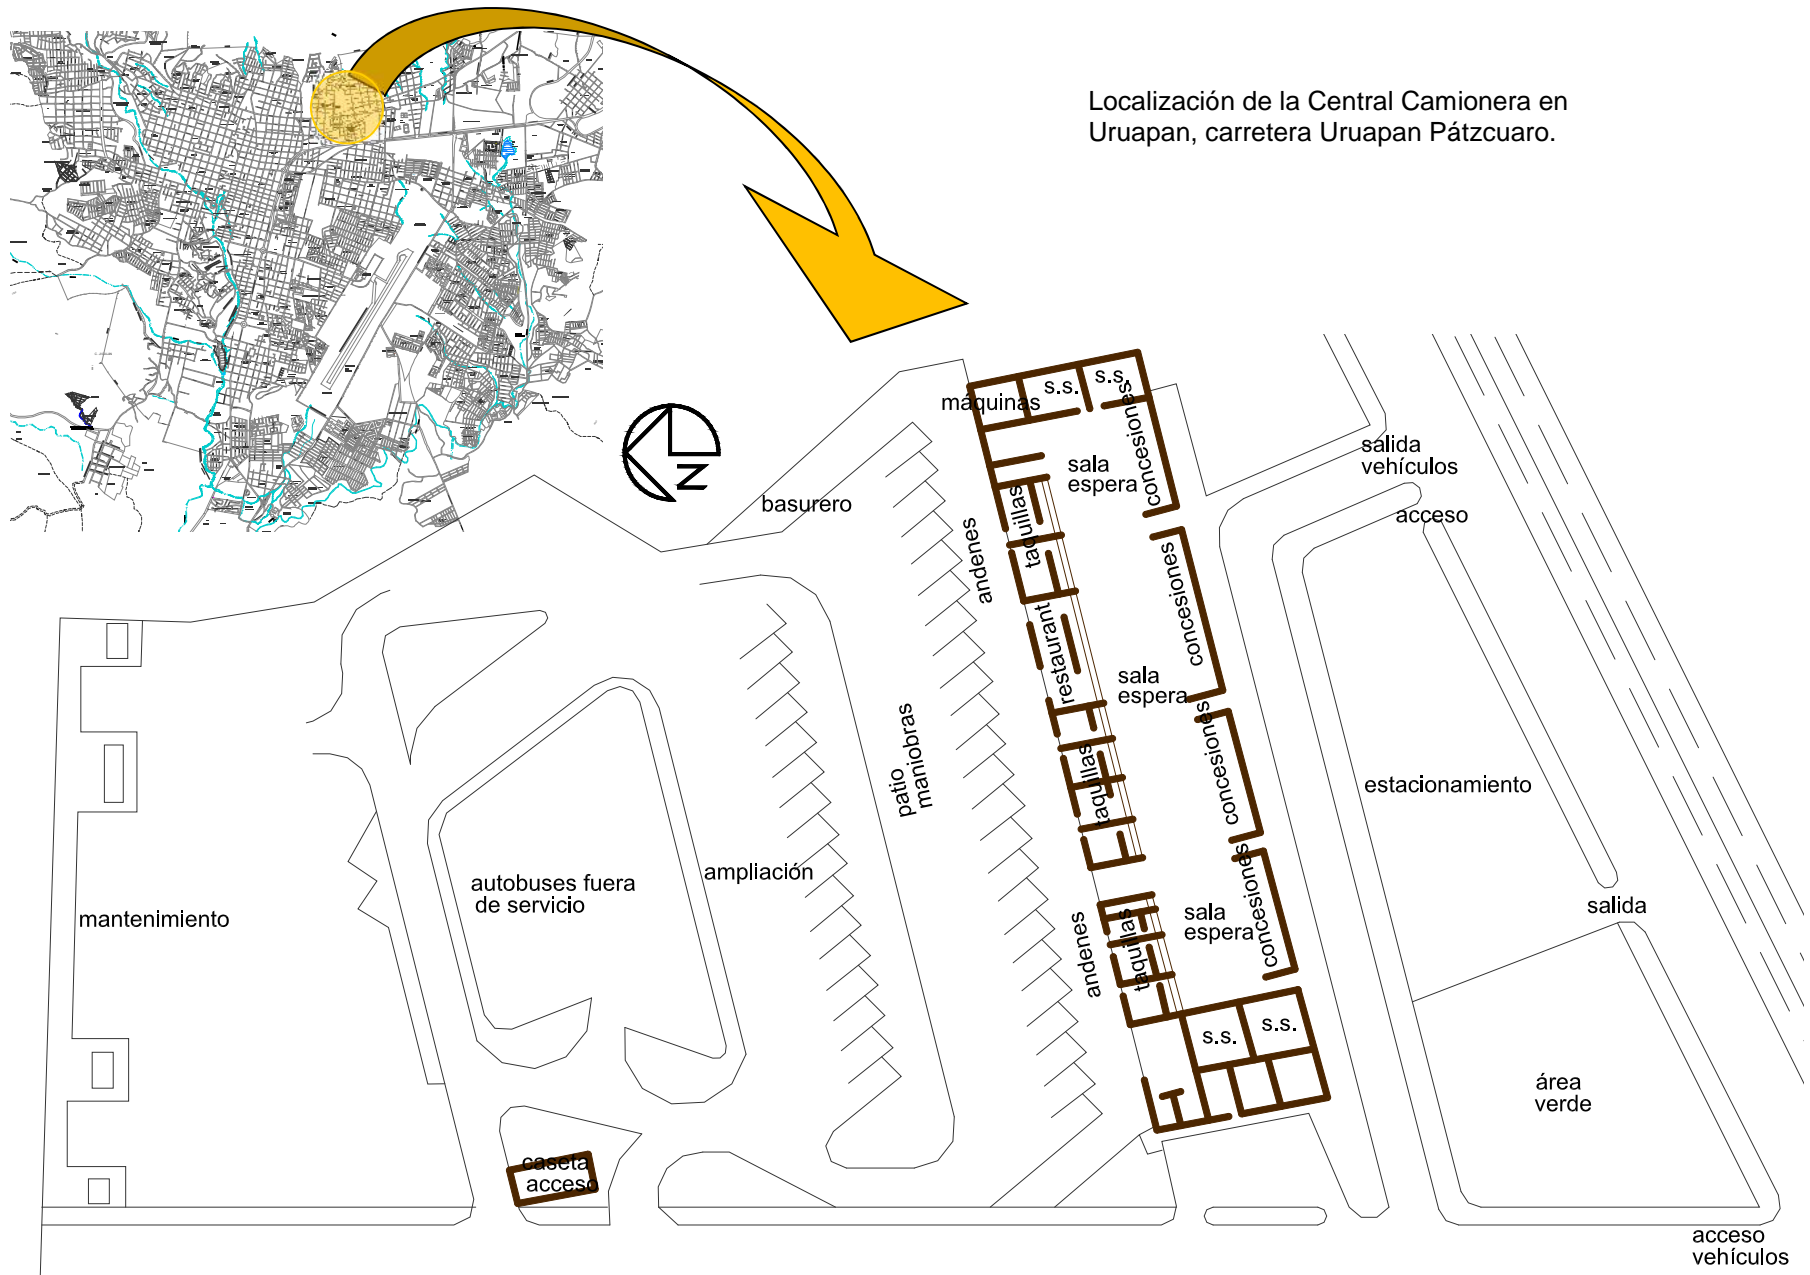 Localización de la Central Camionera en
Uruapan, carretera Uruapan Pátzcuaro.
máquinas
s.s.
s.s.
concesiones
sala
espera
salida
vehículos
acceso
basurero
N
andenes
taquillas
concesiones
restaurant
sala
espera
patio
maniobras
taquillas
concesiones
estacionamiento
ampliación
autobuses fuera
de servicio
mantenimiento
andenes
taquillas
sala
espera
concesiones
salida
s.s.
s.s.
área
verde
caseta
acceso
acceso
vehículos